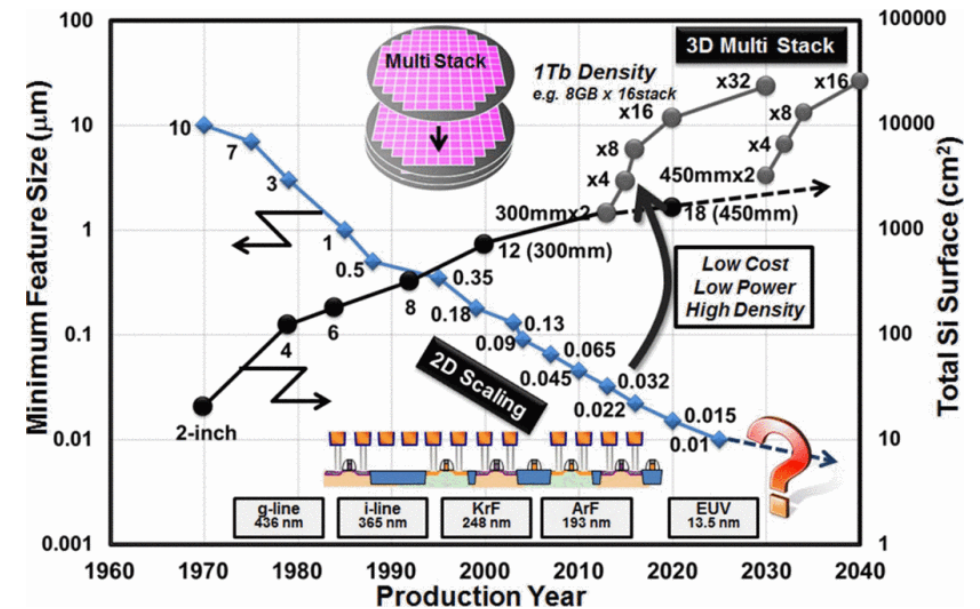 100
10
1
0.1
0.01
0.001
Minimum Feature Size (μm)
100000
10000
1000
100
10
1
Total Si Surface (cm²)
1960
1970
1980
1990
2000
2010
2020
2030
2040
Production Year
Multi Stack
1Tb Density
e.g. 8GB x 16stack
3D Multi Stack
10
7
3
1
0.5
0.35
0.18
0.13
0.09
0.065
0.045
0.032
0.022
0.015
0.01
2-inch
4
6
8
12 (300mm)
18 (450mm)
300mmx2
x4
x8
x16
x32
450mmx2
x4
x8
x16
Low Cost
Low Power
High Density
2D Scaling
?
g-line
436 nm
i-line
365 nm
KrF
248 nm
ArF
193 nm
EUV
13.5 nm